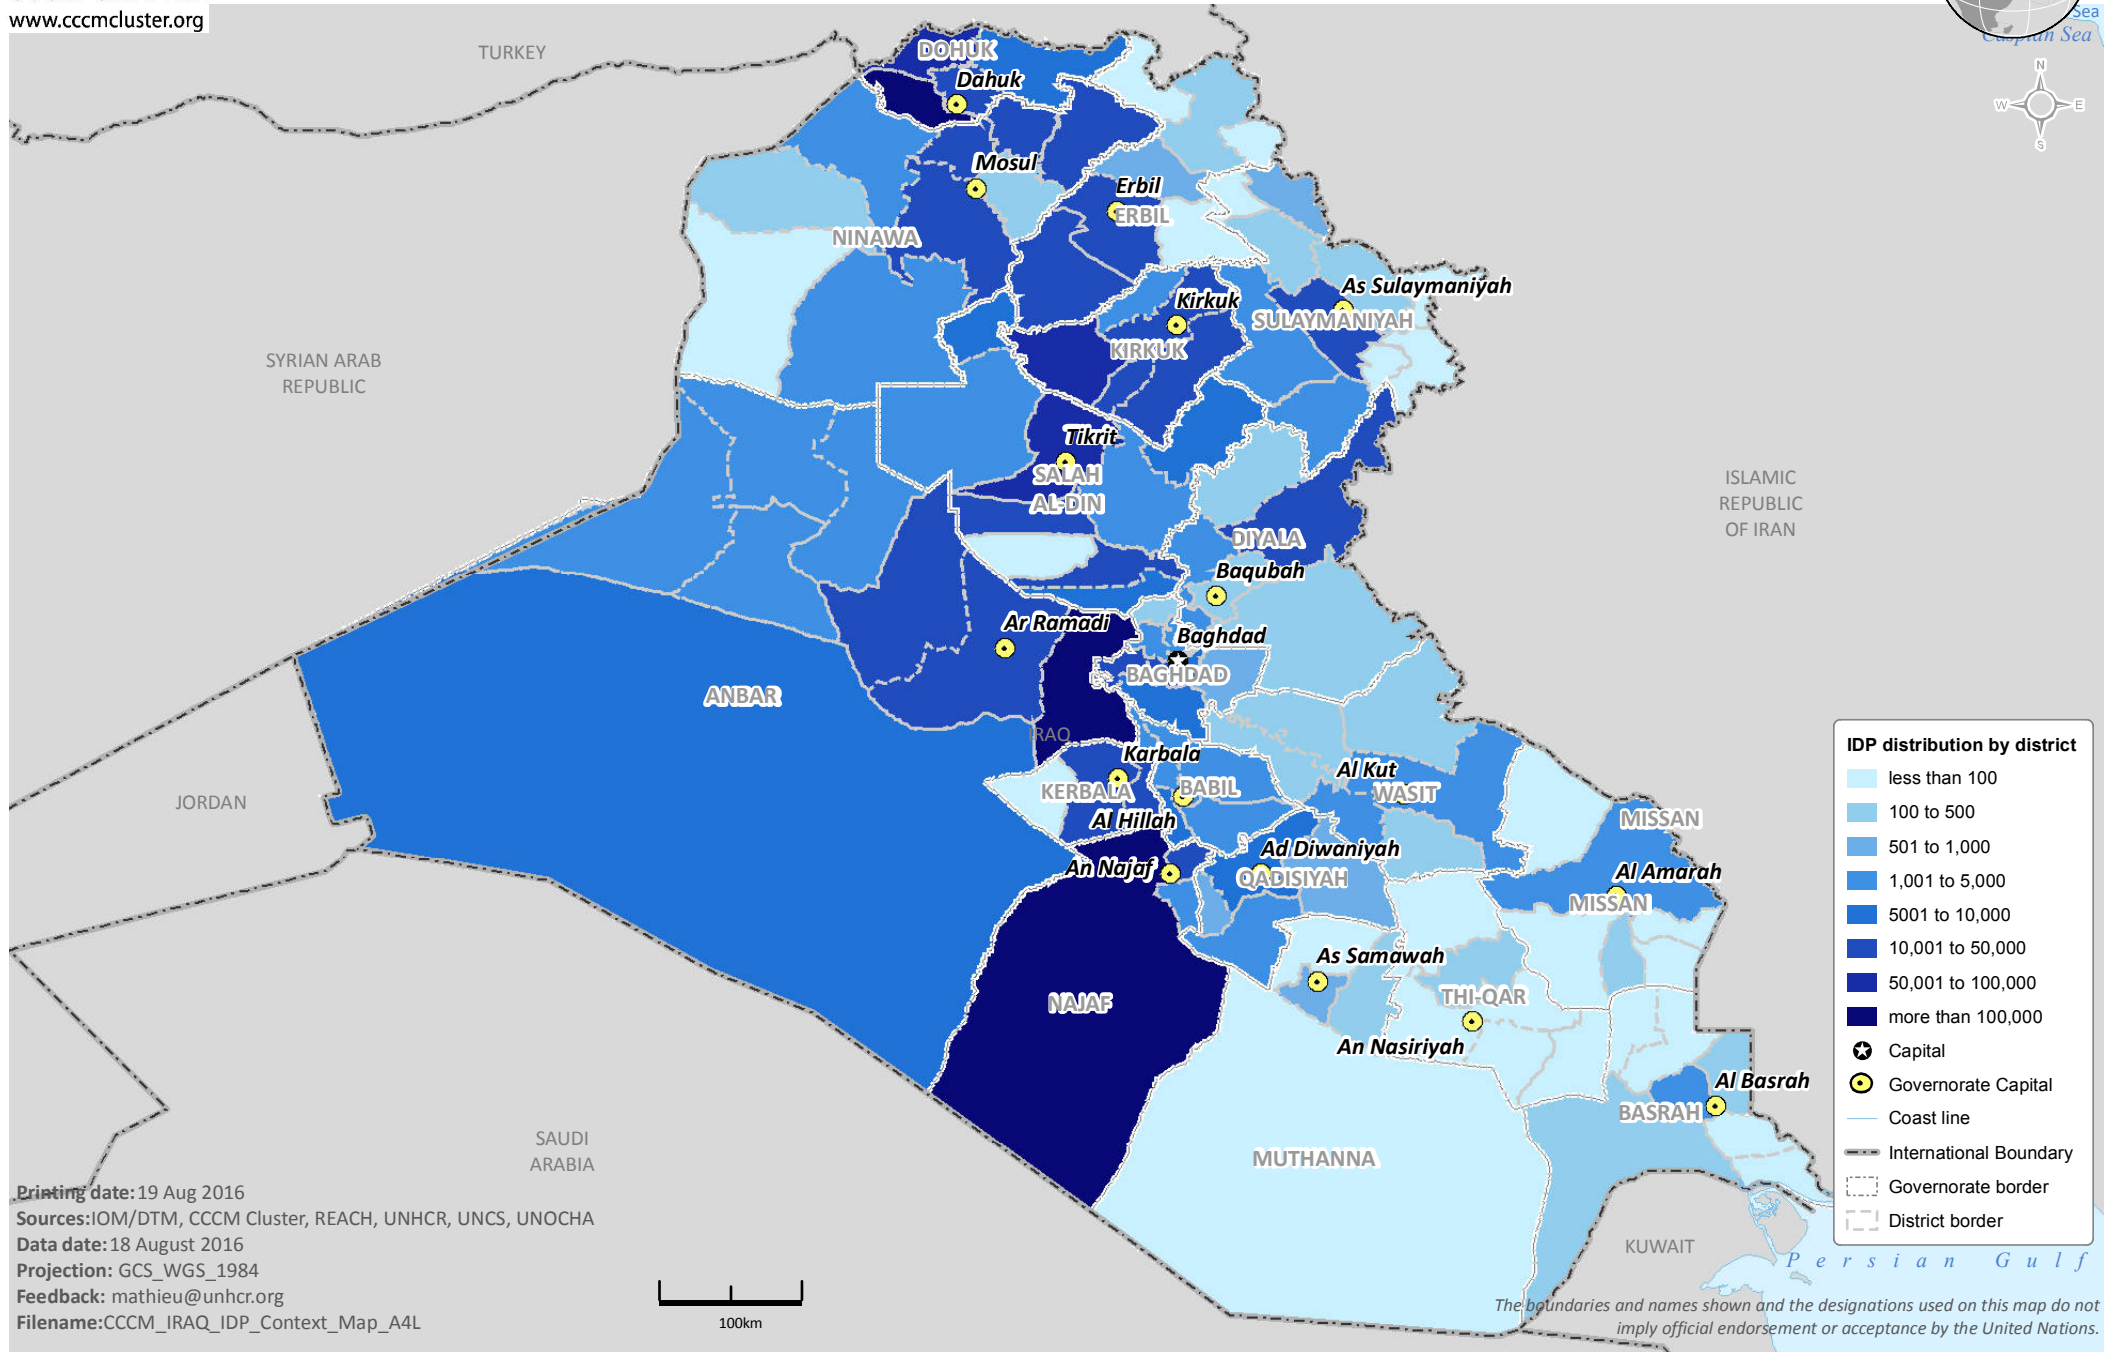 www.cccmcluster.org
Sea
Caspian Sea
TURKEY
N
W
E
S
DOHUK
Dahuk
Mosul
Erbil
ERBIL
NINAWA
As Sulaymaniyah
Kirkuk
SULAYMANIYAH
KIRKUK
SYRIAN ARAB
REPUBLIC
Tikrit
SALAH
AL-DIN
ISLAMIC
REPUBLIC
OF IRAN
DIYALA
Baqubah
Ar Ramadi
Baghdad
BAGHDAD
ANBAR
IRAQ
Karbala
KERBALA
BABIL
Al Kut
WASIT
Al Hillah
JORDAN
MISSAN
Ad Diwaniyah
An Najaf
QADISIYAH
Al Amarah
MISSAN
As Samawah
NAJAF
THI-QAR
An Nasiriyah
Al Basrah
BASRAH
MUTHANNA
SAUDI
ARABIA
KUWAIT
Persian Gulf
IDP distribution by district
less than 100
100 to 500
501 to 1,000
1,001 to 5,000
5001 to 10,000
10,001 to 50,000
50,001 to 100,000
more than 100,000
Capital
Governorate Capital
Coast line
International Boundary
Governorate border
District border
Printing date:19 Aug 2016
Sources:IOM/DTM, CCCM Cluster, REACH, UNHCR, UNCS, UNOCHA
Data date:18 August 2016
Projection: GCS_WGS_1984
Feedback: mathieu@unhcr.org
Filename:CCCM_IRAQ_IDP_Context_Map_A4L
100km
The boundaries and names shown and the designations used on this map do not
imply official endorsement or acceptance by the United Nations.